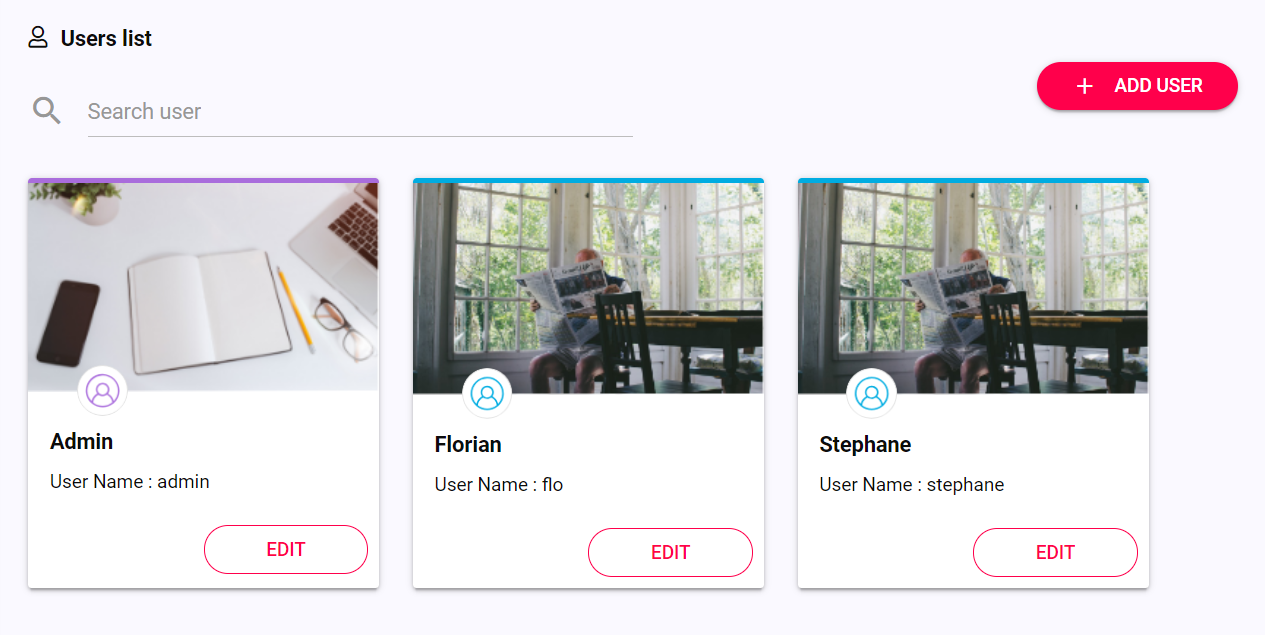 Users list
Search user
+ ADD USER
Admin
User Name : admin
EDIT
Florian
User Name : flo
EDIT
Stephane
User Name : stephane
EDIT